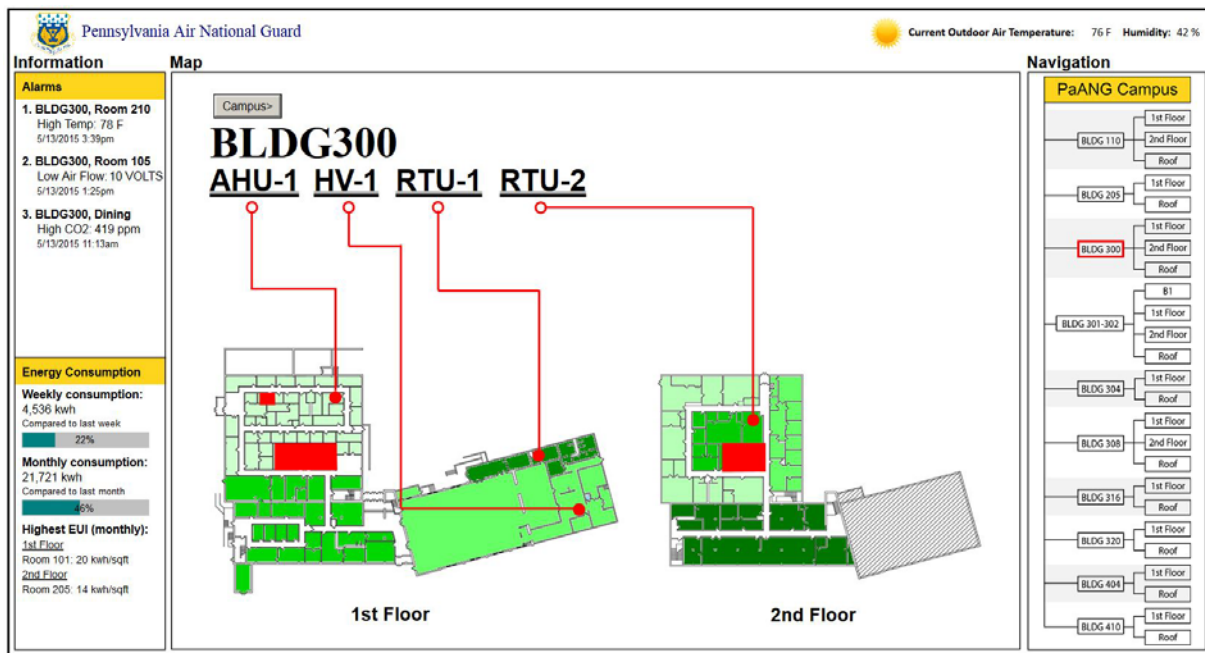 Pennsylvania Air National Guard
Current Outdoor Air Temperature: 76 F Humidity: 42 %
Information
Map
Navigation
Alarms
1. BLDG300, Room 210
High Temp: 78 F
5/13/2015 3:39pm
2. BLDG300, Room 105
Low Air Flow: 10 VOLTS
5/13/2015 1:25pm
3. BLDG300, Dining
High CO2: 419 ppm
5/13/2015 11:13am
Energy Consumption
Weekly consumption:
4,536 kwh
Compared to last week
22%
Monthly consumption:
21,721 kwh
Compared to last month
46%
Highest EUI (monthly):
1st Floor
Room 101: 20 kwh/sqft
2nd Floor
Room 205: 14 kwh/sqft
Campus>
BLDG300
AHU-1 HV-1 RTU-1 RTU-2
1st Floor
2nd Floor
PaANG Campus
BLDG 110
1st Floor
2nd Floor
Roof
BLDG 205
1st Floor
Roof
BLDG 300
1st Floor
2nd Floor
Roof
BLDG 301-302
B1
1st Floor
2nd Floor
Roof
BLDG 304
1st Floor
Roof
BLDG 308
1st Floor
2nd Floor
Roof
BLDG 316
1st Floor
Roof
BLDG 320
1st Floor
Roof
BLDG 404
1st Floor
Roof
BLDG 410
1st Floor
Roof